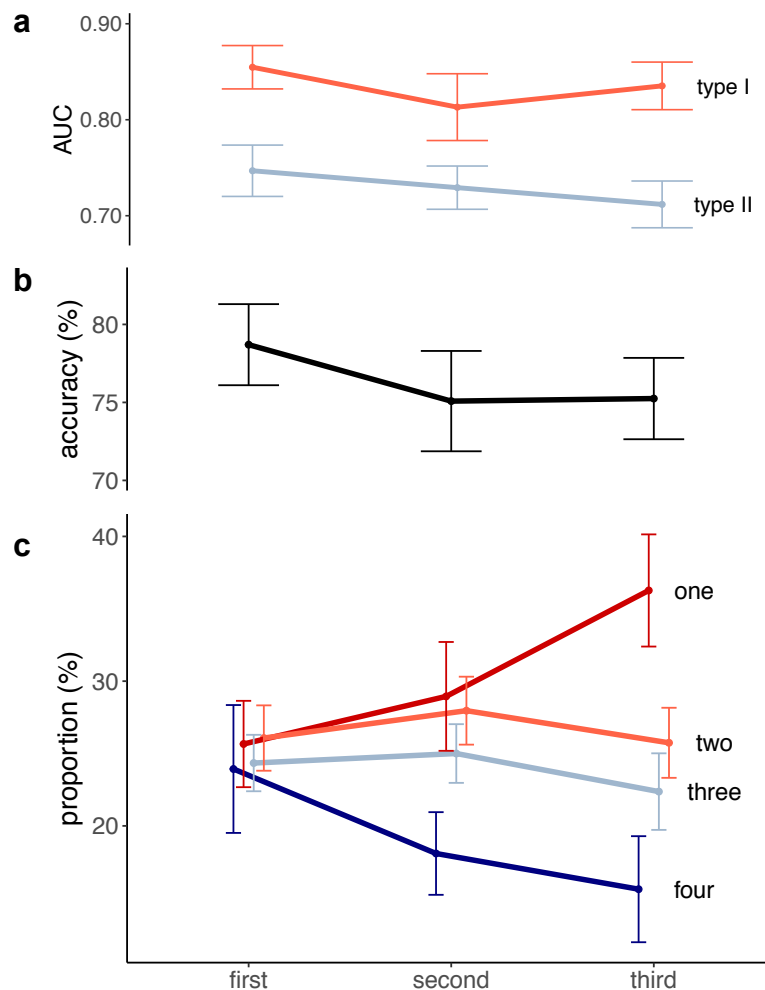 a
0.90
0.80
0.70
AUC
type I
type II
b
80
75
70
accuracy (%)
c
40
30
20
proportion (%)
one
two
three
four
first second third